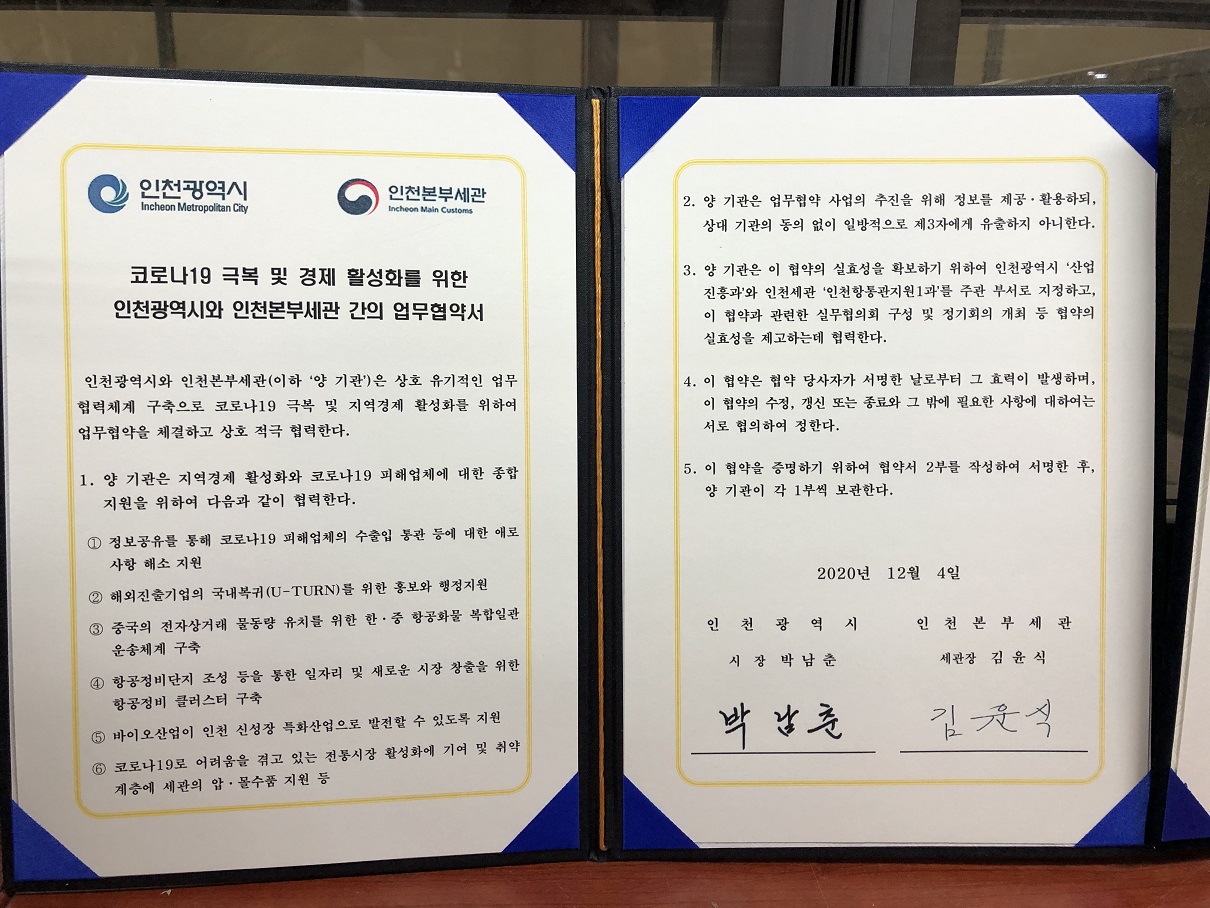 인천광역시
Incheon Metropolitan City
인천본부세관
Incheon Main Customs
코로나19 극복 및 경제 활성화를 위한
인천광역시와 인천본부세관 간의 업무협약서
인천광역시와 인천본부세관(이하 ‘양 기관’)은 상호 유기적인 업무
협력체계 구축으로 코로나19 극복 및 지역경제 활성화를 위하여
업무협약을 체결하고 상호 적극 협력한다.
1. 양 기관은 지역경제 활성화와 코로나19 피해업체에 대한 종합
지원을 위하여 다음과 같이 협력한다.
① 정보공유를 통해 코로나19 피해업체의 수출입 통관 등에 대한 애로
사항 해소 지원
② 해외진출기업의 국내복귀(U-TURN)를 위한 홍보와 행정지원
③ 중국의 전자상거래 물동량 유치를 위한 한·중 항공화물 복합일관
운송체계 구축
④ 항공정비단지 조성 등을 통한 일자리 및 새로운 시장 창출을 위한
항공정비 클러스터 구축
⑤ 바이오산업이 인천 신성장 특화산업으로 발전할 수 있도록 지원
⑥ 코로나19로 어려움을 겪고 있는 전통시장 활성화에 기여 및 취약
계층에 세관의 압·몰수품 지원 등
2. 양 기관은 업무협약 사업의 추진을 위해 정보를 제공·활용하되,
상대 기관의 동의 없이 일방적으로 제3자에게 유출하지 아니한다.
3. 양 기관은 이 협약의 실효성을 확보하기 위하여 인천광역시 ‘산업
진흥과’와 인천세관 ‘인천항통관지원1과’를 주관 부서로 지정하고,
이 협약과 관련한 실무협의회 구성 및 정기회의 개최 등 협약의
실효성을 제고하는데 협력한다.
4. 이 협약은 협약 당사자가 서명한 날로부터 그 효력이 발생하며,
이 협약의 수정, 갱신 또는 종료와 그 밖에 필요한 사항에 대하여는
서로 협의하여 정한다.
5. 이 협약을 증명하기 위하여 협약서 2부를 작성하여 서명한 후,
양 기관이 각 1부씩 보관한다.
2020년 12월 4일
인 천 광 역 시
인 천 본 부 세 관
시 장 박 남 춘
세관장 김 윤 식
박 남 춘
김 윤 식